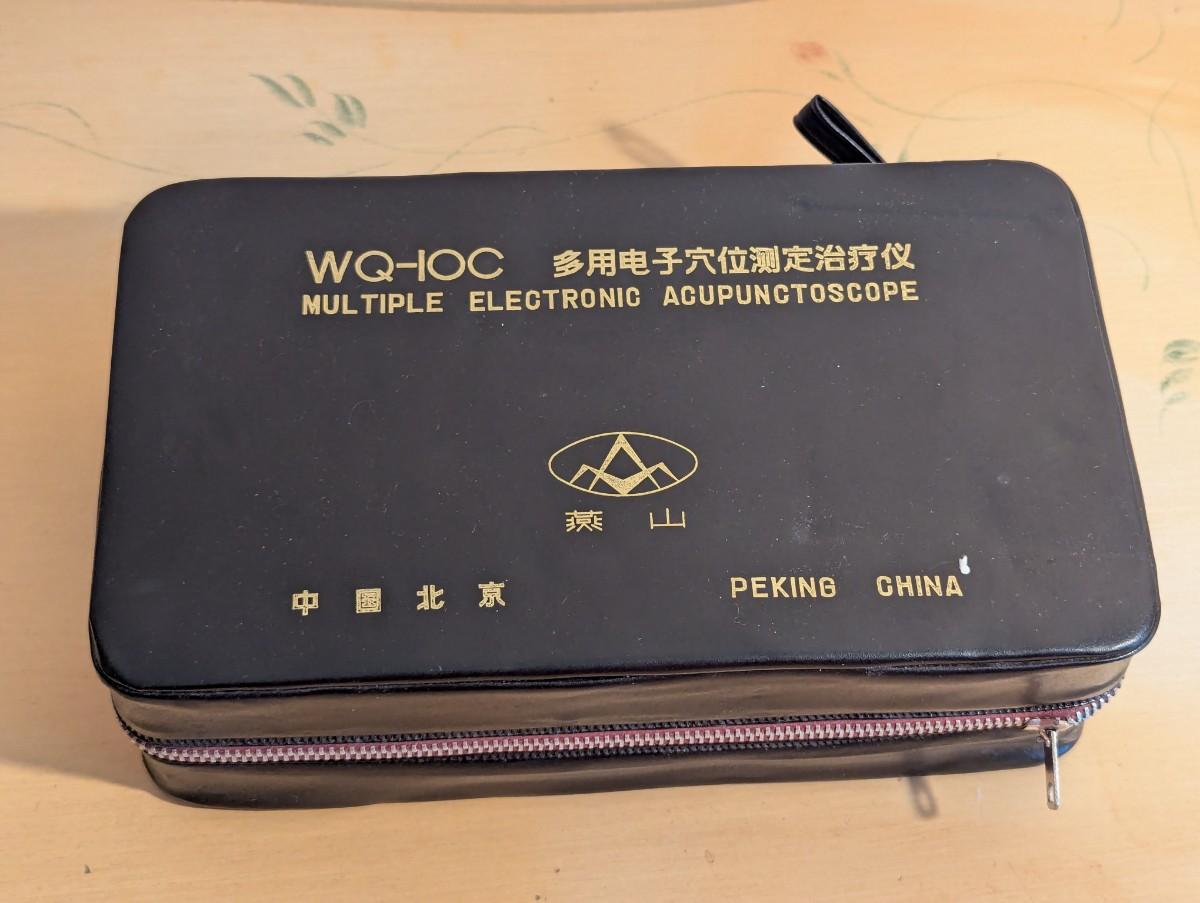 WQ-10C 多用电子穴位测定治疗仪
MULTIPLE ELECTRONIC ACUPUNCTOSCOPE
燕山
中国北京 PEKING CHINA